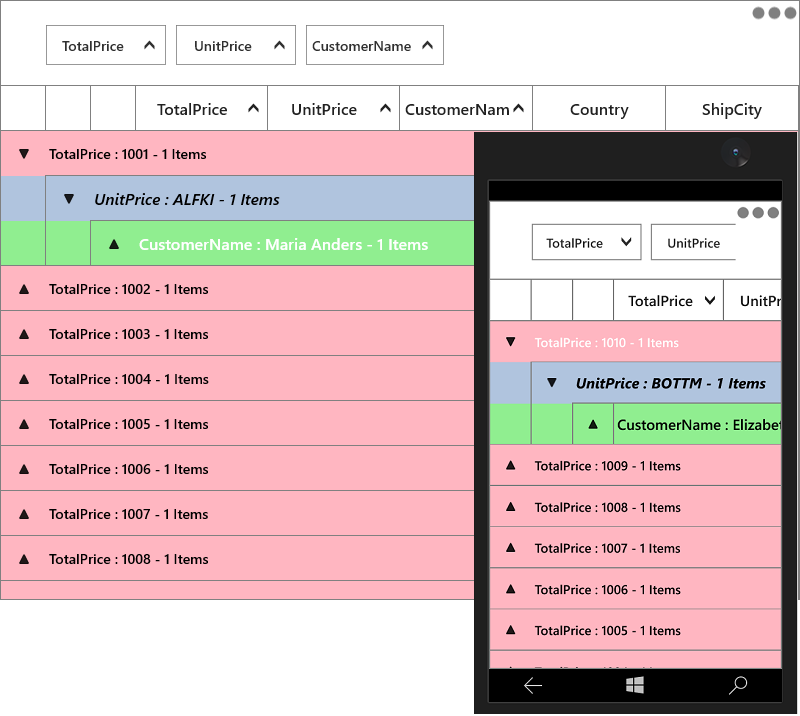 TotalPrice UnitPrice CustomerName
TotalPrice UnitPrice CustomerNam Country ShipCity
TotalPrice : 1001 - 1 Items
UnitPrice : ALFKI - 1 Items
CustomerName : Maria Anders - 1 Items
TotalPrice : 1002 - 1 Items
TotalPrice : 1003 - 1 Items
TotalPrice : 1004 - 1 Items
TotalPrice : 1005 - 1 Items
TotalPrice : 1006 - 1 Items
TotalPrice : 1007 - 1 Items
TotalPrice : 1008 - 1 Items
TotalPrice UnitPrice
TotalPrice UnitPr
TotalPrice : 1010 - 1 Items
UnitPrice : BOTTM - 1 Items
CustomerName : Elizabet
TotalPrice : 1009 - 1 Items
TotalPrice : 1008 - 1 Items
TotalPrice : 1007 - 1 Items
TotalPrice : 1006 - 1 Items
TotalPrice : 1005 - 1 Items